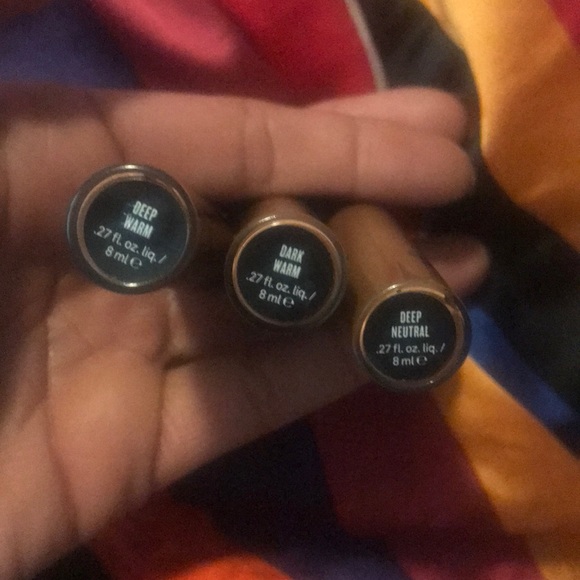 DEEP
WARM
.27 fl. oz. liq. /
8 ml ℮
DARK
WARM
.27 fl. oz. liq. /
8 ml ℮
DEEP
NEUTRAL
.27 fl. oz. liq. /
8 ml ℮